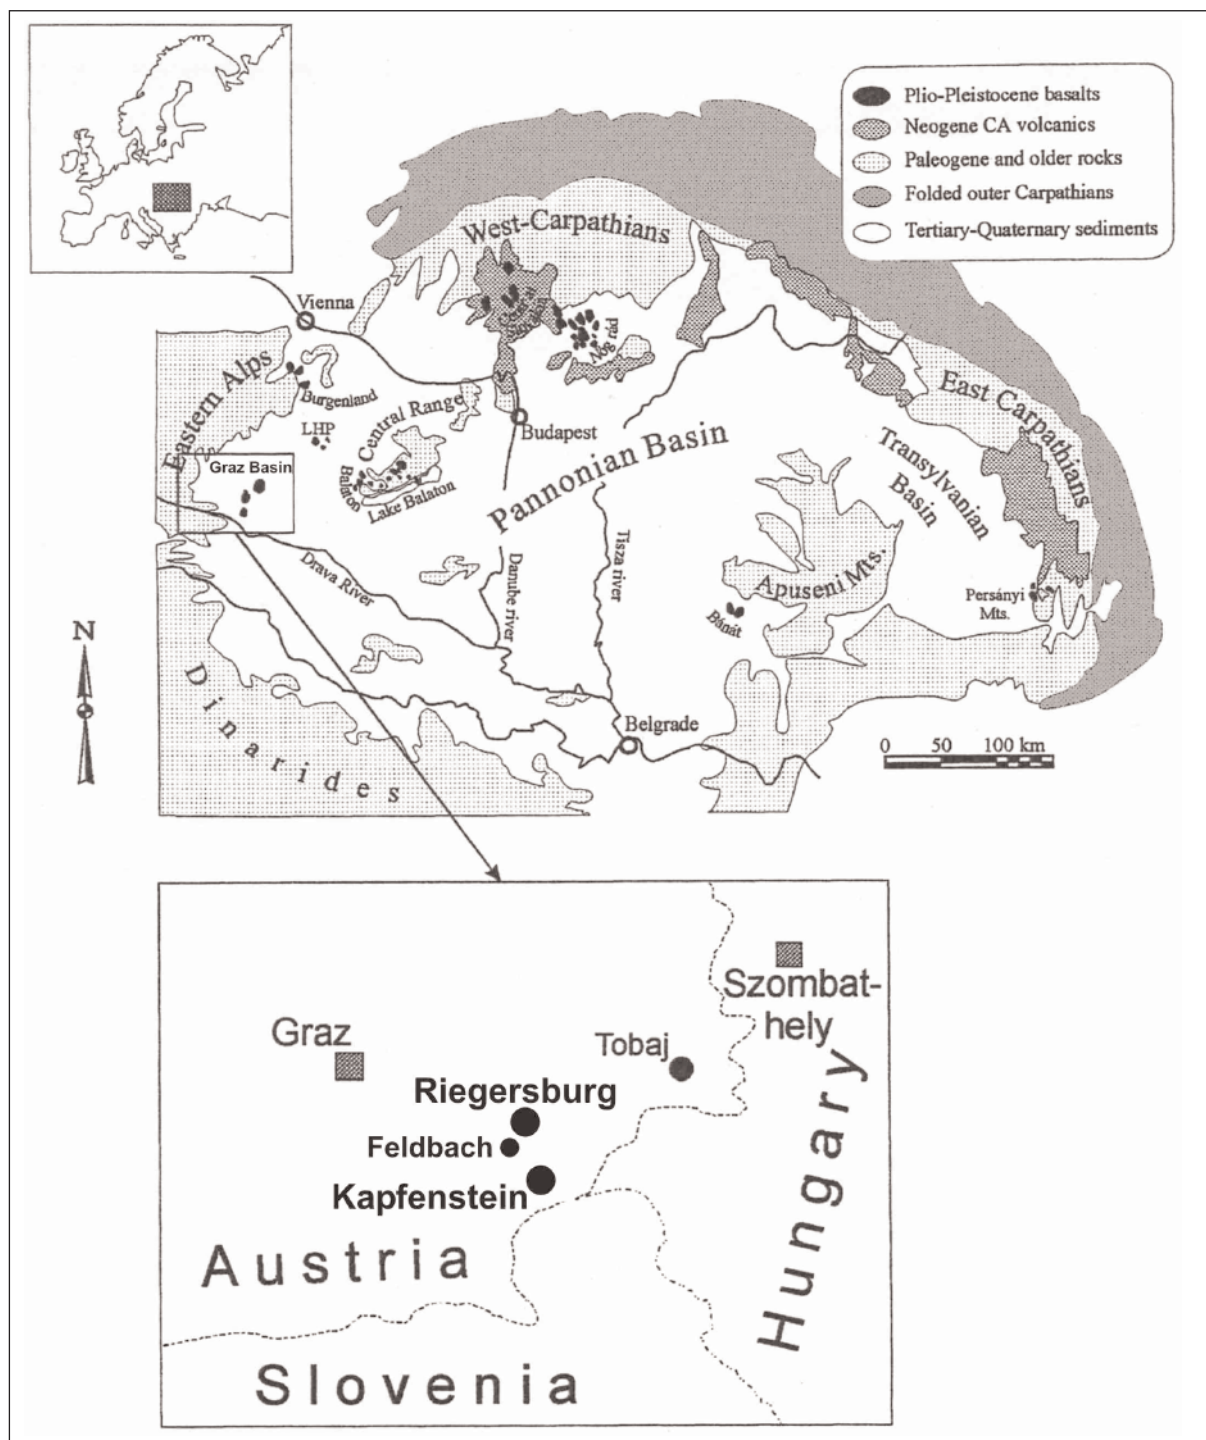 Plio-Pleistocene basalts
Neogene CA volcanics
Paleogene and older rocks
Folded outer Carpathians
Tertiary-Quaternary sediments
West-Carpathians
Vienna
Central
Nógrád
Eastern Alps
Burgenland
East Carpathians
LHP
Central Range
Budapest
Graz Basin
Balaton
Lake Balaton
Pannonian Basin
Transylvanian
Basin
Drava River
Danube river
Tisza river
Apuseni Mts.
Persányi
Mts.
Bánát
N
Dinarides
Belgrade
0 50 100 km
Szombat-
hely
Graz
Tobaj
Riegersburg
Feldbach
Kapfenstein
Austria
Hungary
Slovenia